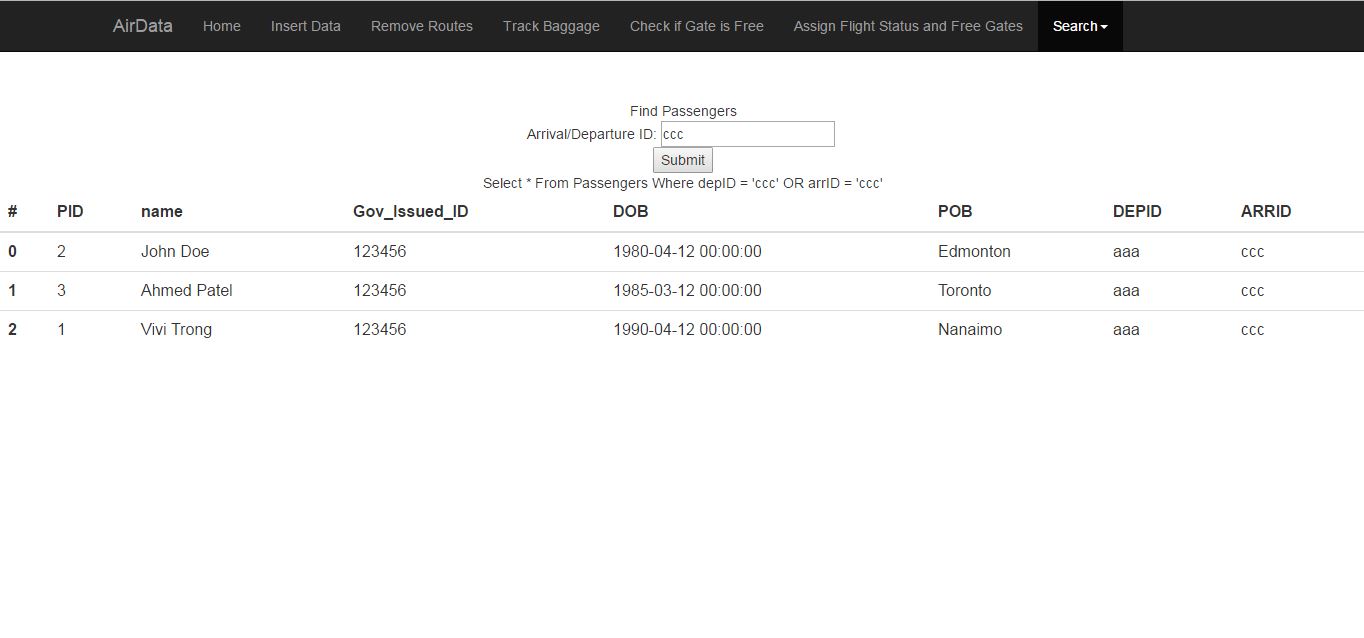 AirData Home Insert Data Remove Routes Track Baggage Check if Gate is Free Assign Flight Status and Free Gates Search
Find Passengers
Arrival/Departure ID: ccc
Submit
Select * From Passengers Where depID = 'ccc' OR arrID = 'ccc'
# PID name Gov_Issued_ID DOB POB DEPID ARRID
0 2 John Doe 123456 1980-04-12 00:00:00 Edmonton aaa ccc
1 3 Ahmed Patel 123456 1985-03-12 00:00:00 Toronto aaa ccc
2 1 Vivi Trong 123456 1990-04-12 00:00:00 Nanaimo aaa ccc